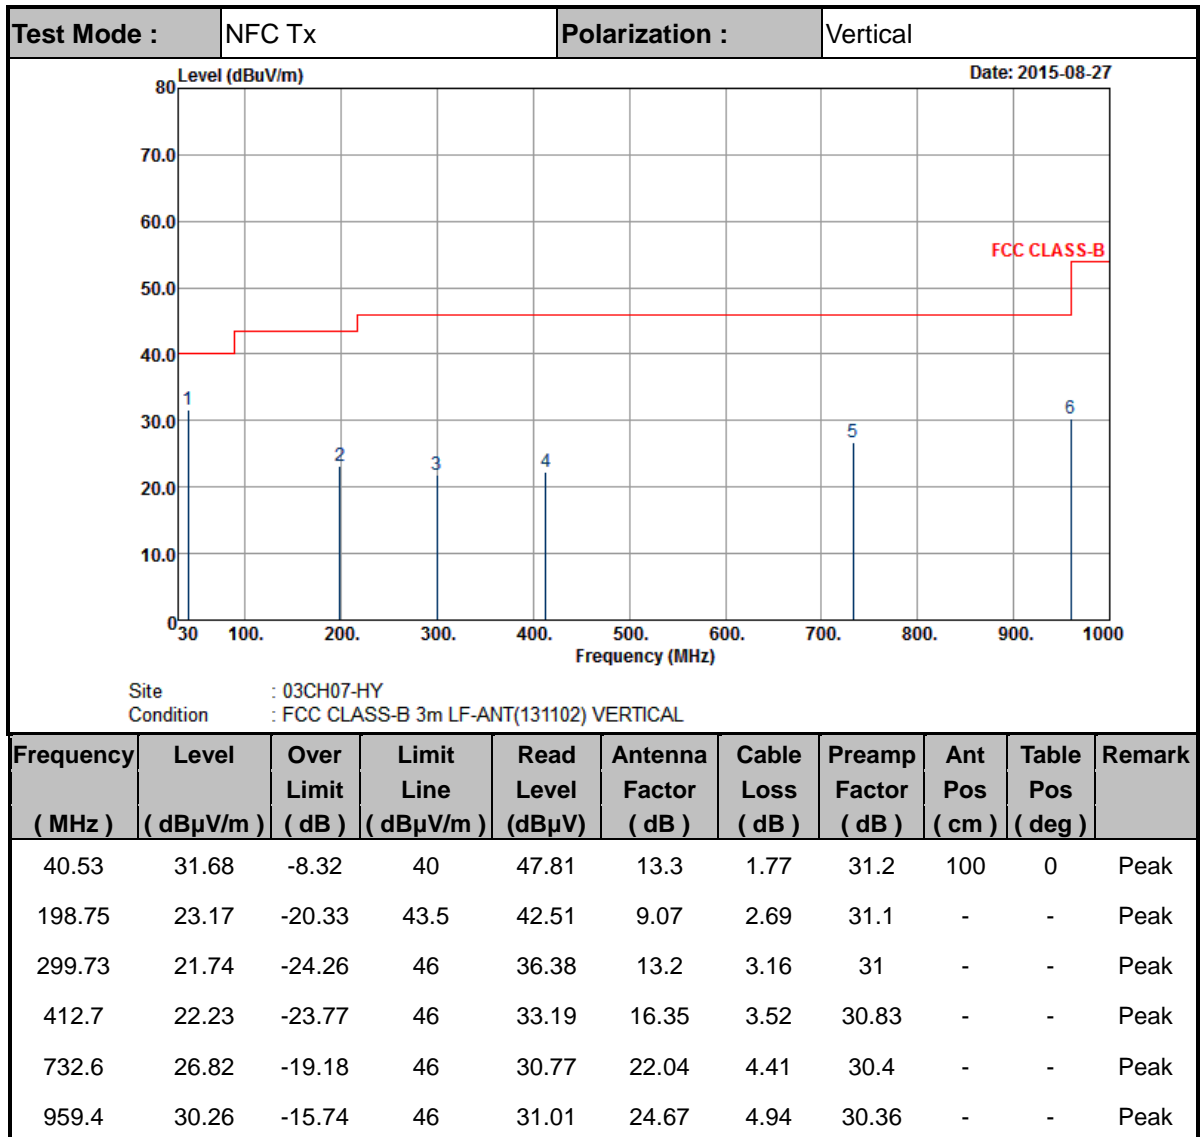 Test Mode : NFC Tx Polarization : Vertical
Level (dBuV/m) Date: 2015-08-27
80
70.0
60.0
FCC CLASS-B
50.0
40.0
1
6
30.0
5
2 3 4
20.0
10.0
0
30 100. 200. 300. 400. 500. 600. 700. 800. 900. 1000
Frequency (MHz)
Site : 03CH07-HY
Condition : FCC CLASS-B 3m LF-ANT(131102) VERTICAL
Frequency Level Over Limit Read Antenna Cable Preamp Ant Table Remark
Limit Line Level Factor Loss Factor Pos Pos
( MHz ) ( dBμV/m ) ( dB ) ( dBμV/m ) (dBμV) ( dB ) ( dB ) ( dB ) ( cm ) ( deg )
40.53 31.68 -8.32 40 47.81 13.3 1.77 31.2 100 0 Peak
198.75 23.17 -20.33 43.5 42.51 9.07 2.69 31.1 - - Peak
299.73 21.74 -24.26 46 36.38 13.2 3.16 31 - - Peak
412.7 22.23 -23.77 46 33.19 16.35 3.52 30.83 - - Peak
732.6 26.82 -19.18 46 30.77 22.04 4.41 30.4 - - Peak
959.4 30.26 -15.74 46 31.01 24.67 4.94 30.36 - - Peak